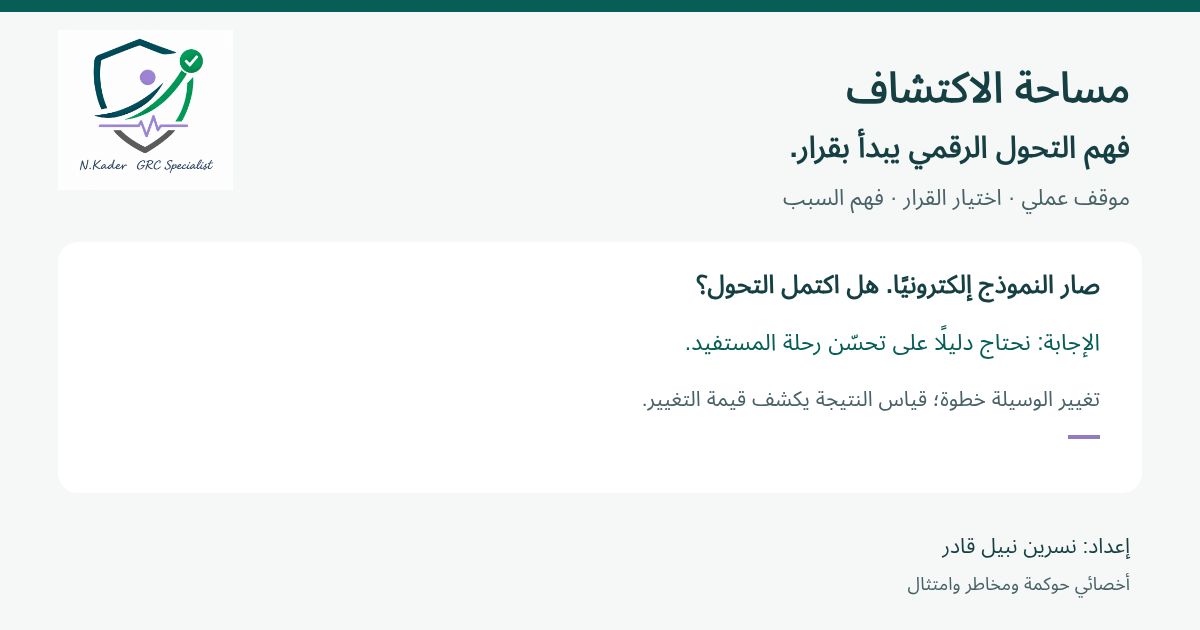 N.Kader GRC Specialist
مساحة الاكتشاف
فهم التحول الرقمي يبدأ بقرار.
موقف عملي · اختيار القرار · فهم السبب
صار النموذج إلكترونيًا. هل اكتمل التحول؟
الإجابة: نحتاج دليلًا على تحسّن رحلة المستفيد.
تغيير الوسيلة خطوة؛ قياس النتيجة يكشف قيمة التغيير.
إعداد: نسرين نبيل قادر
أخصائي حوكمة ومخاطر وامتثال